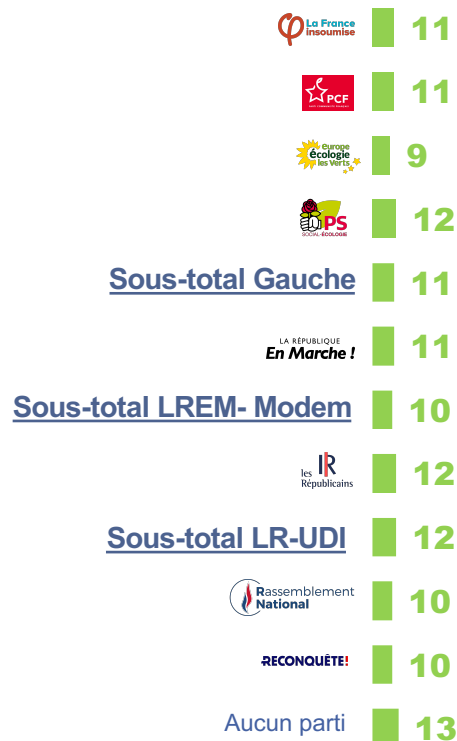 La France
insoumise
11
PCF
11
europe
écologie
les Verts
9
PS
SOCIAL-ÉCOLOGIE
12
Sous-total Gauche
11
LA RÉPUBLIQUE
En Marche !
11
Sous-total LREM- Modem
10
les
Républicains
12
Sous-total LR-UDI
12
Rassemblement
National
10
RECONQUÊTE!
10
Aucun parti
13